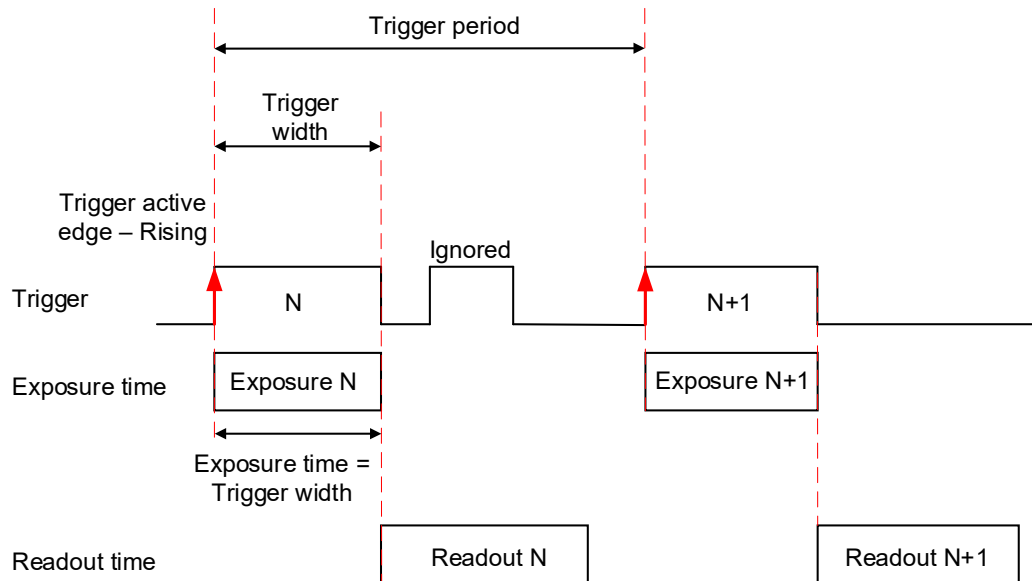 Trigger period
Trigger
width
Trigger active
edge – Rising
Ignored
Trigger
N
N+1
Exposure time
Exposure N
Exposure N+1
Exposure time =
Trigger width
Readout time
Readout N
Readout N+1